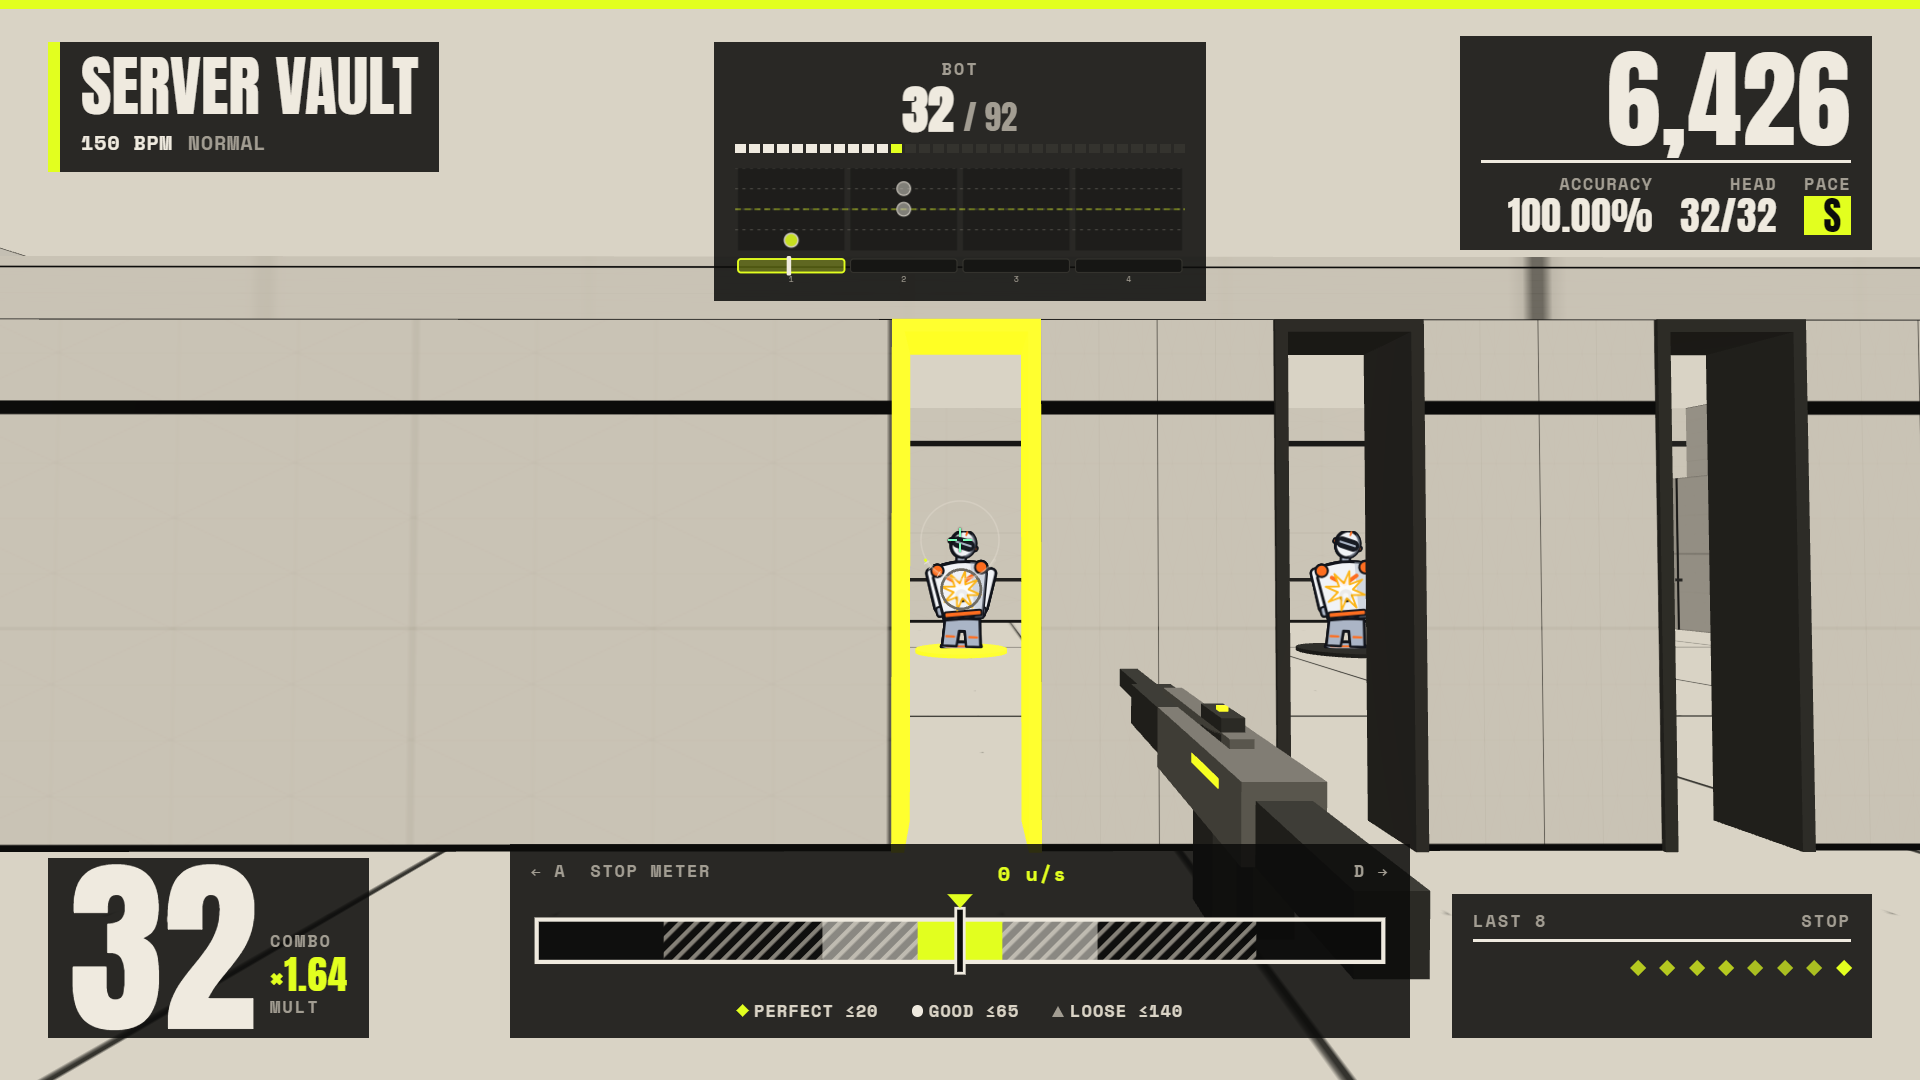 SERVER VAULT
150 BPM NORMAL
BOT
32 / 92
1 2 3 4
6,426
ACCURACY HEAD PACE
100.00% 32/32 S
32
COMBO
×1.64
MULT
← A STOP METER 0 u/s D →
PERFECT ≤20 GOOD ≤65 LOOSE ≤140
LAST 8 STOP